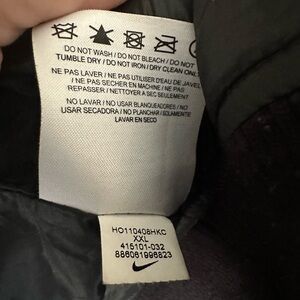 DO NOT WASH / DO NOT BLEACH / DO NOT
TUMBLE DRY / DO NOT IRON / DRY CLEAN ONLY
NE PAS LAVER / NE PAS UTILISER D'EAU DE JAVEL
/ NE PAS SECHER EN MACHINE / NE PAS
REPASSER / NETTOYER A SEC SEULEMENT
NO LAVAR / NO USAR BLANQUEADORES / NO
USAR SECADORA / NO PLANCHAR / SOLAMENTE
LAVAR EN SECO
HO110408HKC
XXL
415101-032
886061996823